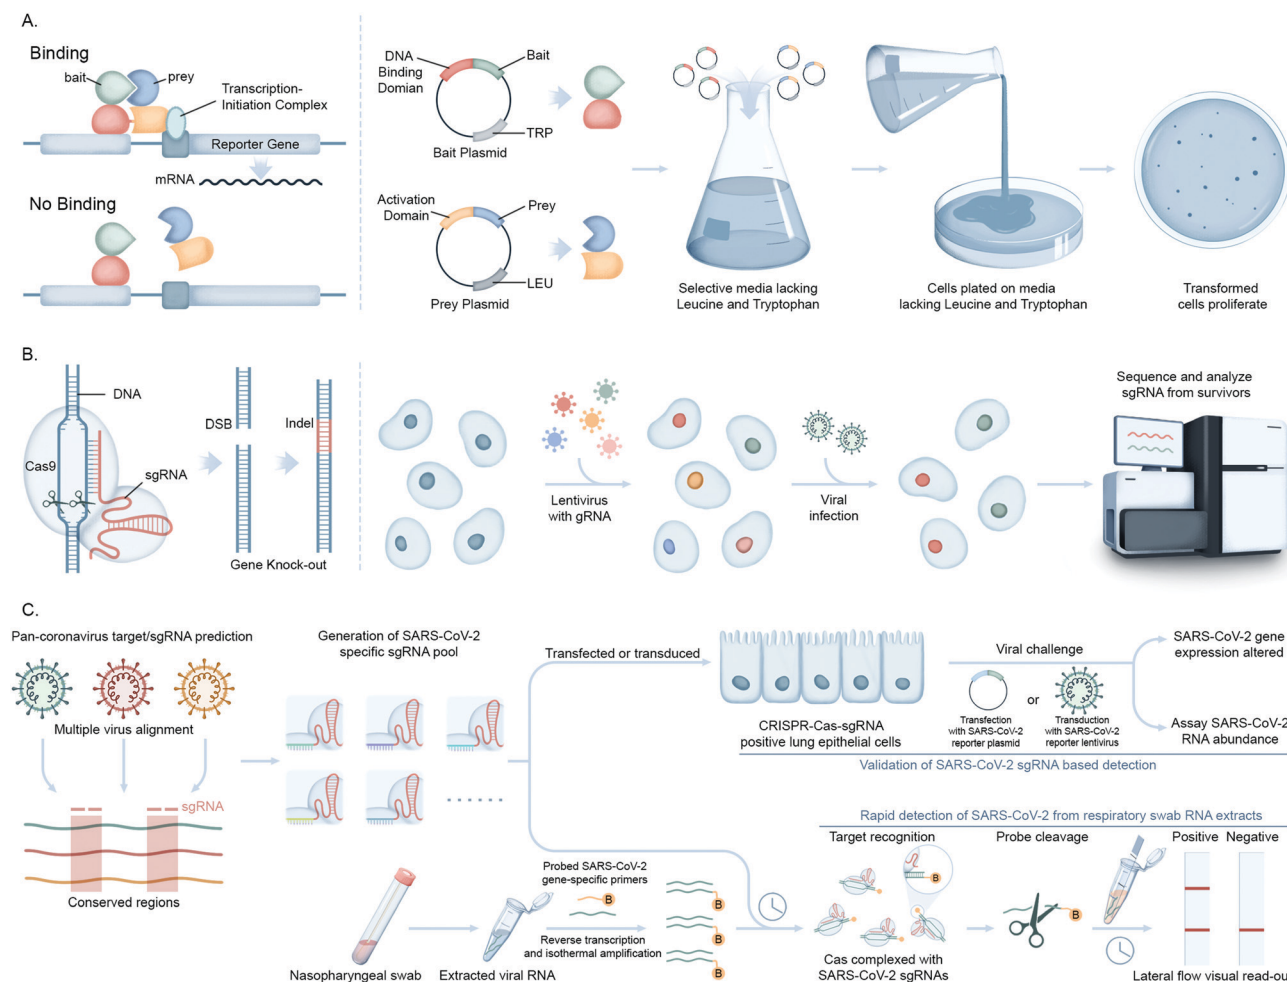 A.
Binding
bait
prey
Transcription-
Initiation Complex
Reporter Gene
mRNA
No Binding
DNA
Binding
Domian
Bait
TRP
Bait Plasmid
Activation
Domain
Prey
LEU
Prey Plasmid
Selective media lacking
Leucine and Tryptophan
Cells plated on media
lacking Leucine and Tryptophan
Transformed
cells proliferate
B.
DNA
Cas9
sgRNA
DSB
Indel
Gene Knock-out
Lentivirus
with gRNA
Viral
infection
Sequence and analyze
sgRNA from survivors
C.
Pan-coronavirus target/sgRNA prediction
Multiple virus alignment
sgRNA
Conserved regions
Generation of SARS-CoV-2
specific sgRNA pool
Transfected or transduced
CRISPR-Cas-sgRNA
positive lung epithelial cells
Viral challenge
or
Transfection
with SARS-CoV-2
reporter plasmid
Transduction
with SARS-CoV-2
reporter lentivirus
SARS-CoV-2 gene
expression altered
Assay SARS-CoV-2
RNA abundance
Validation of SARS-CoV-2 sgRNA based detection
Rapid detection of SARS-CoV-2 from respiratory swab RNA extracts
Nasopharyngeal swab
Extracted viral RNA
Probed SARS-CoV-2
gene-specific primers
B
Reverse transcription
and isothermal amplification
B
B
B
Target recognition
B
Cas complexed with
SARS-CoV-2 sgRNAs
Probe cleavage
B
Positive
Negative
Lateral flow visual read-out